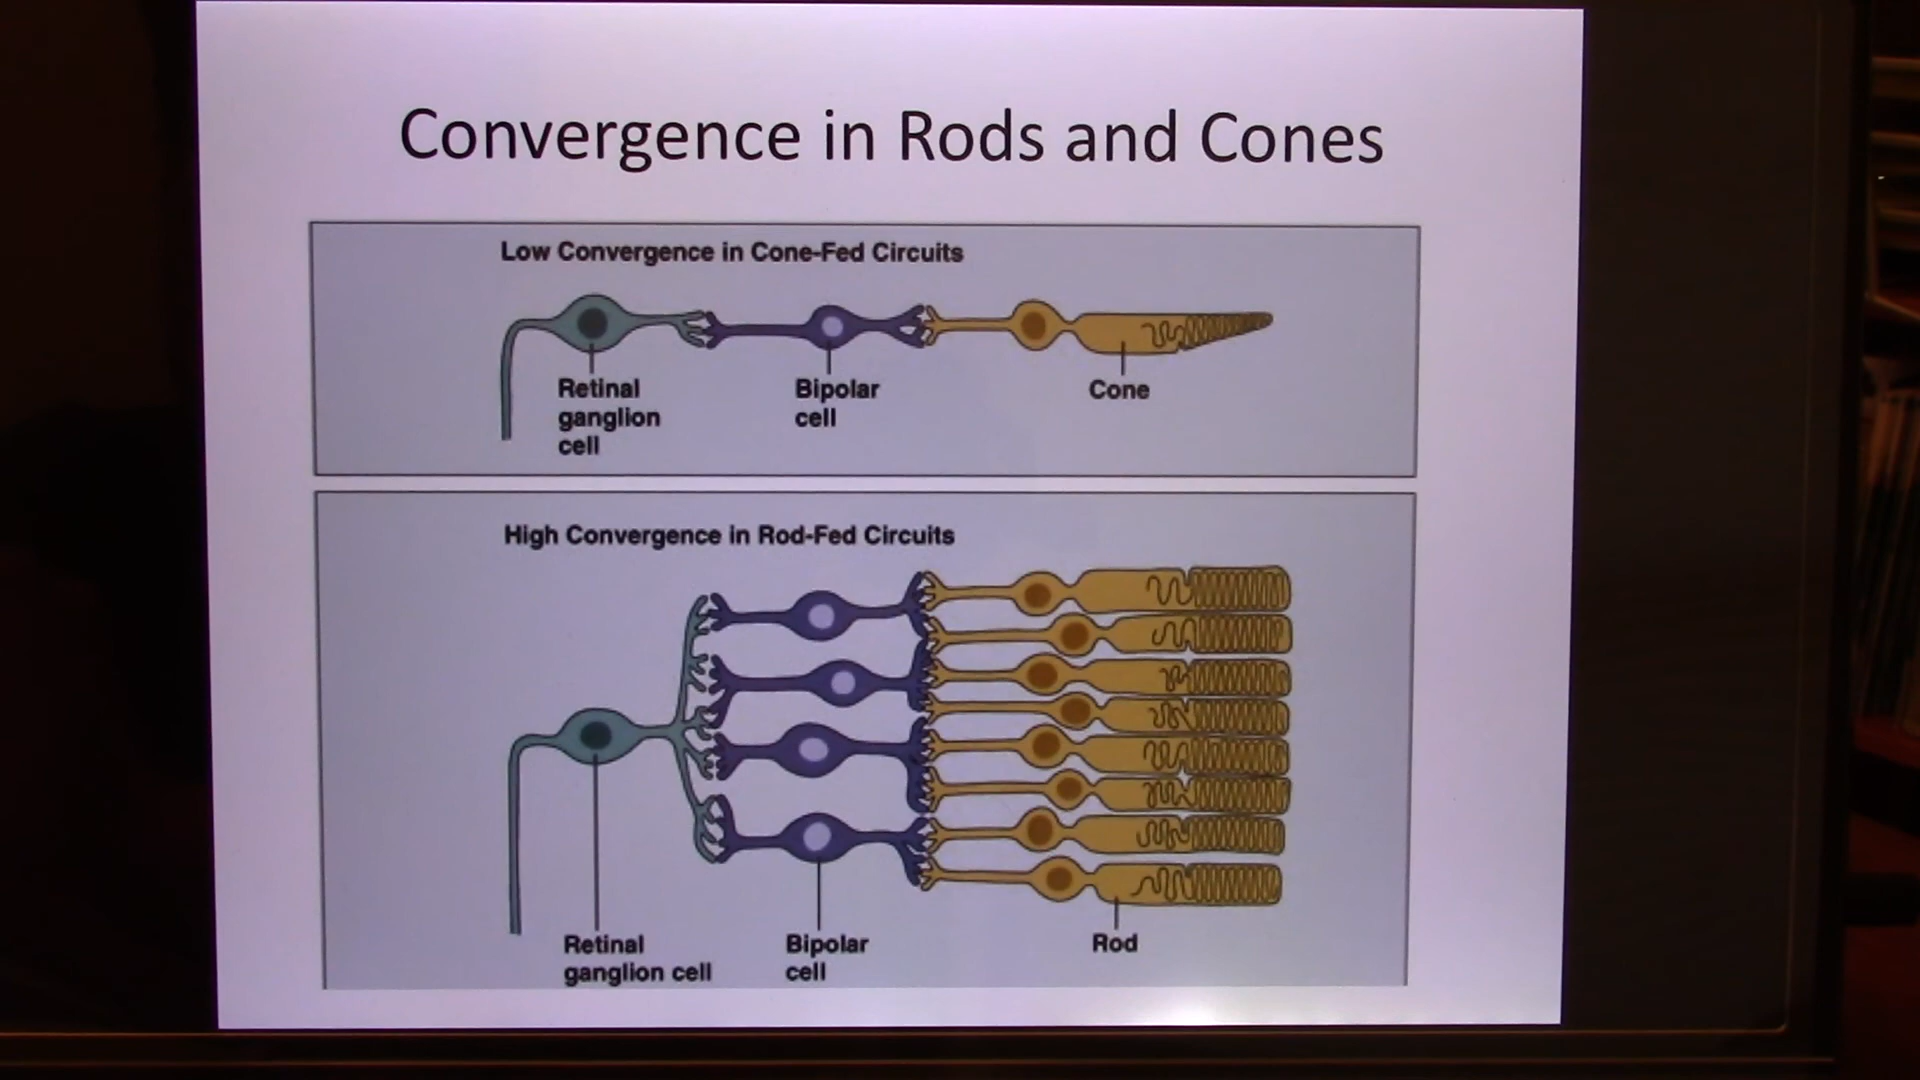 Convergence in Rods and Cones
Low Convergence in Cone-Fed Circuits
Retinal
ganglion
cell
Bipolar
cell
Cone
High Convergence in Rod-Fed Circuits
Retinal
ganglion cell
Bipolar
cell
Rod